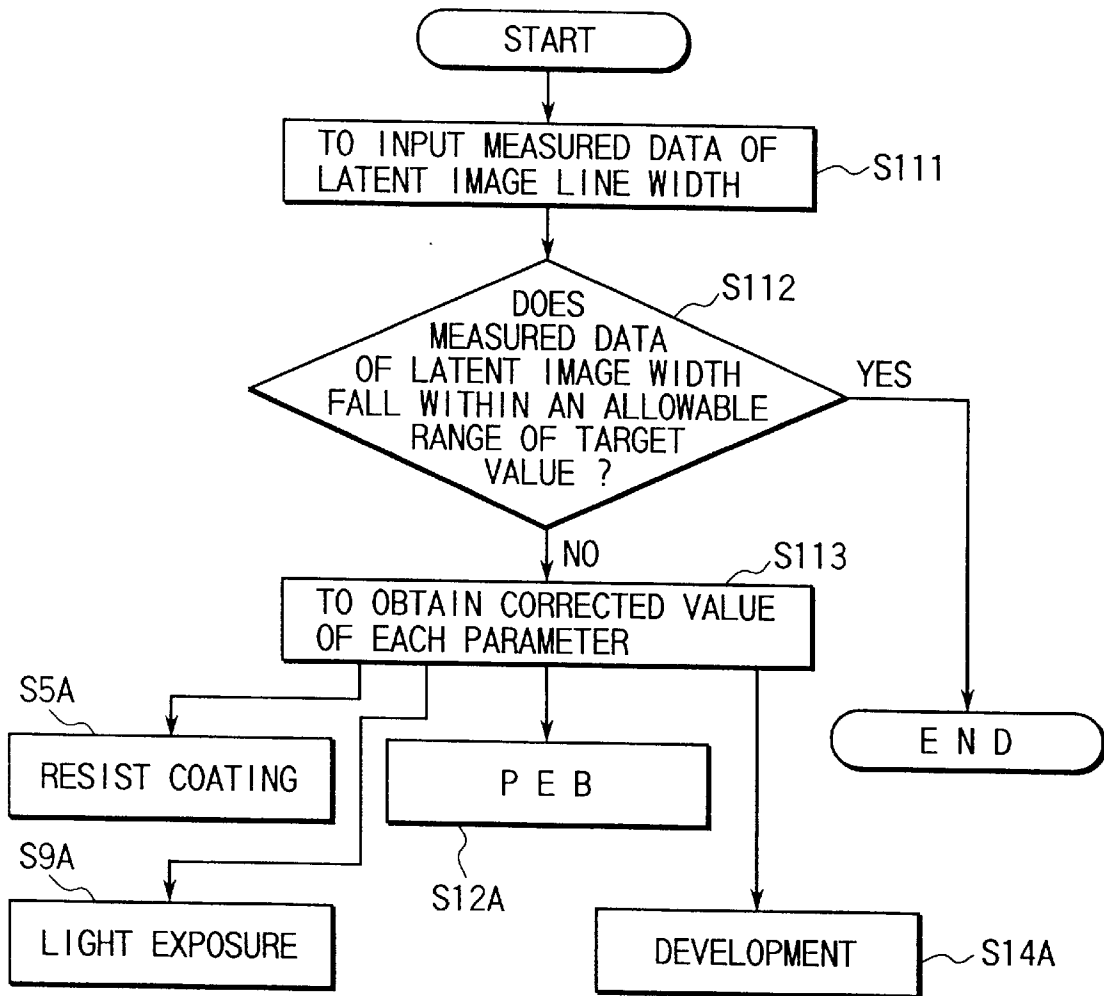 START
TO INPUT MEASURED DATA OF
LATENT IMAGE LINE WIDTH
S111
S112
DOES
MEASURED DATA
OF LATENT IMAGE WIDTH
FALL WITHIN AN ALLOWABLE
RANGE OF TARGET
VALUE ?
YES
NO
S113
TO OBTAIN CORRECTED VALUE
OF EACH PARAMETER
S5A
RESIST COATING
P E B
E N D
S9A
S12A
LIGHT EXPOSURE
DEVELOPMENT
S14A